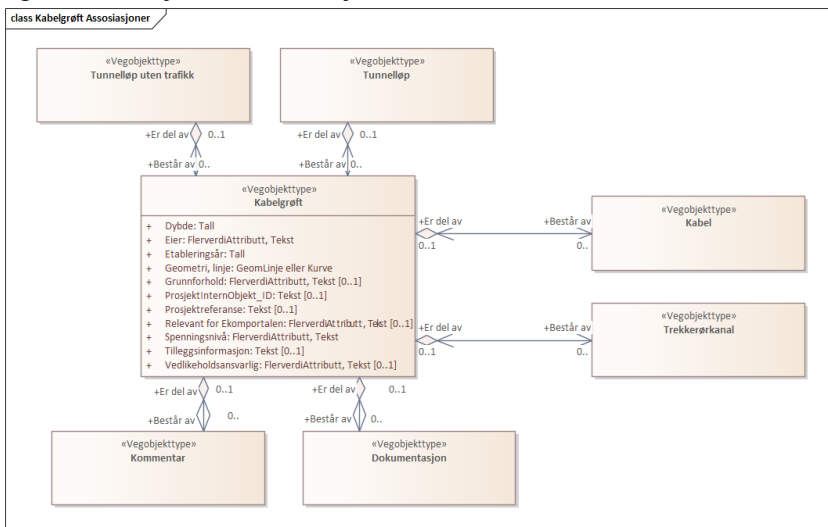 class Kabelgrøft Assosiasjoner
«Vegobjekttype»
Tunnelløp uten trafikk
«Vegobjekttype»
Tunnelløp
+Er del av 0..1
+Er del av 0..1
+Består av 0..
+Består av 0..
«Vegobjekttype»
Kabelgrøft
+ Dybde: Tall
+ Eier: FlerverdiAttributt, Tekst
+ Etableringsår: Tall
+ Geometri, linje: GeomLinje eller Kurve
+ Grunnforhold: FlerverdiAttributt, Tekst [0..1]
+ ProsjektInternObjekt_ID: Tekst [0..1]
+ Prosjektreferanse: Tekst [0..1]
+ Relevant for Ekomportalen: FlerverdiAttributt, Tekst [0..1]
+ Spenningsnivå: FlerverdiAttributt, Tekst
+ Tilleggsinformasjon: Tekst [0..1]
+ Vedlikeholdsansvarlig: FlerverdiAttributt, Tekst [0..1]
+Er del av
0..1
+Består av
0..
«Vegobjekttype»
Kabel
+Er del av
0..1
+Består av
0..
«Vegobjekttype»
Trekkerørkanal
+Er del av 0..1
+Er del av 0..1
+Består av 0..
+Består av 0..
«Vegobjekttype»
Kommentar
«Vegobjekttype»
Dokumentasjon